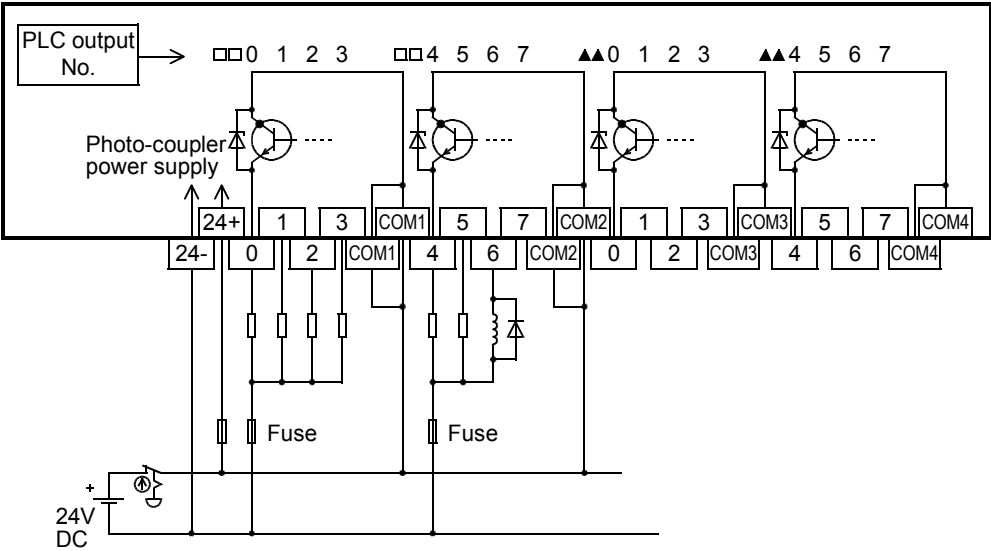 PLC output
No.
□□0 1 2 3 □□4 5 6 7 ▲▲0 1 2 3 ▲▲4 5 6 7
Photo-coupler
power supply
24+ 1 3 COM1 5 7 COM2 1 3 COM3 5 7 COM4
24- 0 2 COM1 4 6 COM2 0 2 COM3 4 6 COM4
Fuse Fuse
+
24V
DC